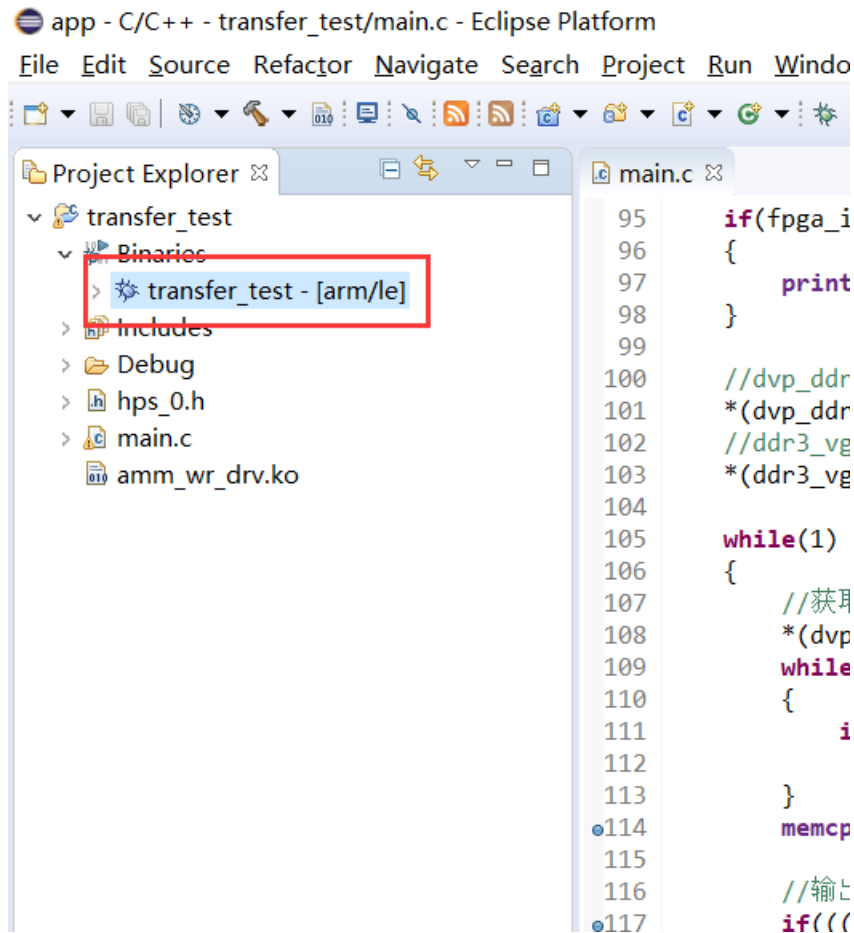 app - C/C++ - transfer_test/main.c - Eclipse Platform
File Edit Source Refactor Navigate Search Project Run Windo
Project Explorer
main.c
transfer_test
Binaries
transfer_test - [arm/le]
Includes
Debug
hps_0.h
main.c
amm_wr_drv.ko
95 if(fpga_i
96 {
97 print
98 }
99
100 //dvp_ddr
101 *(dvp_ddr
102 //ddr3_vg
103 *(ddr3_vg
104
105 while(1)
106 {
107 //获
108 *(dvp
109 while
110 {
111 i
112
113 }
114 memcp
115
116 //输
117 if(((